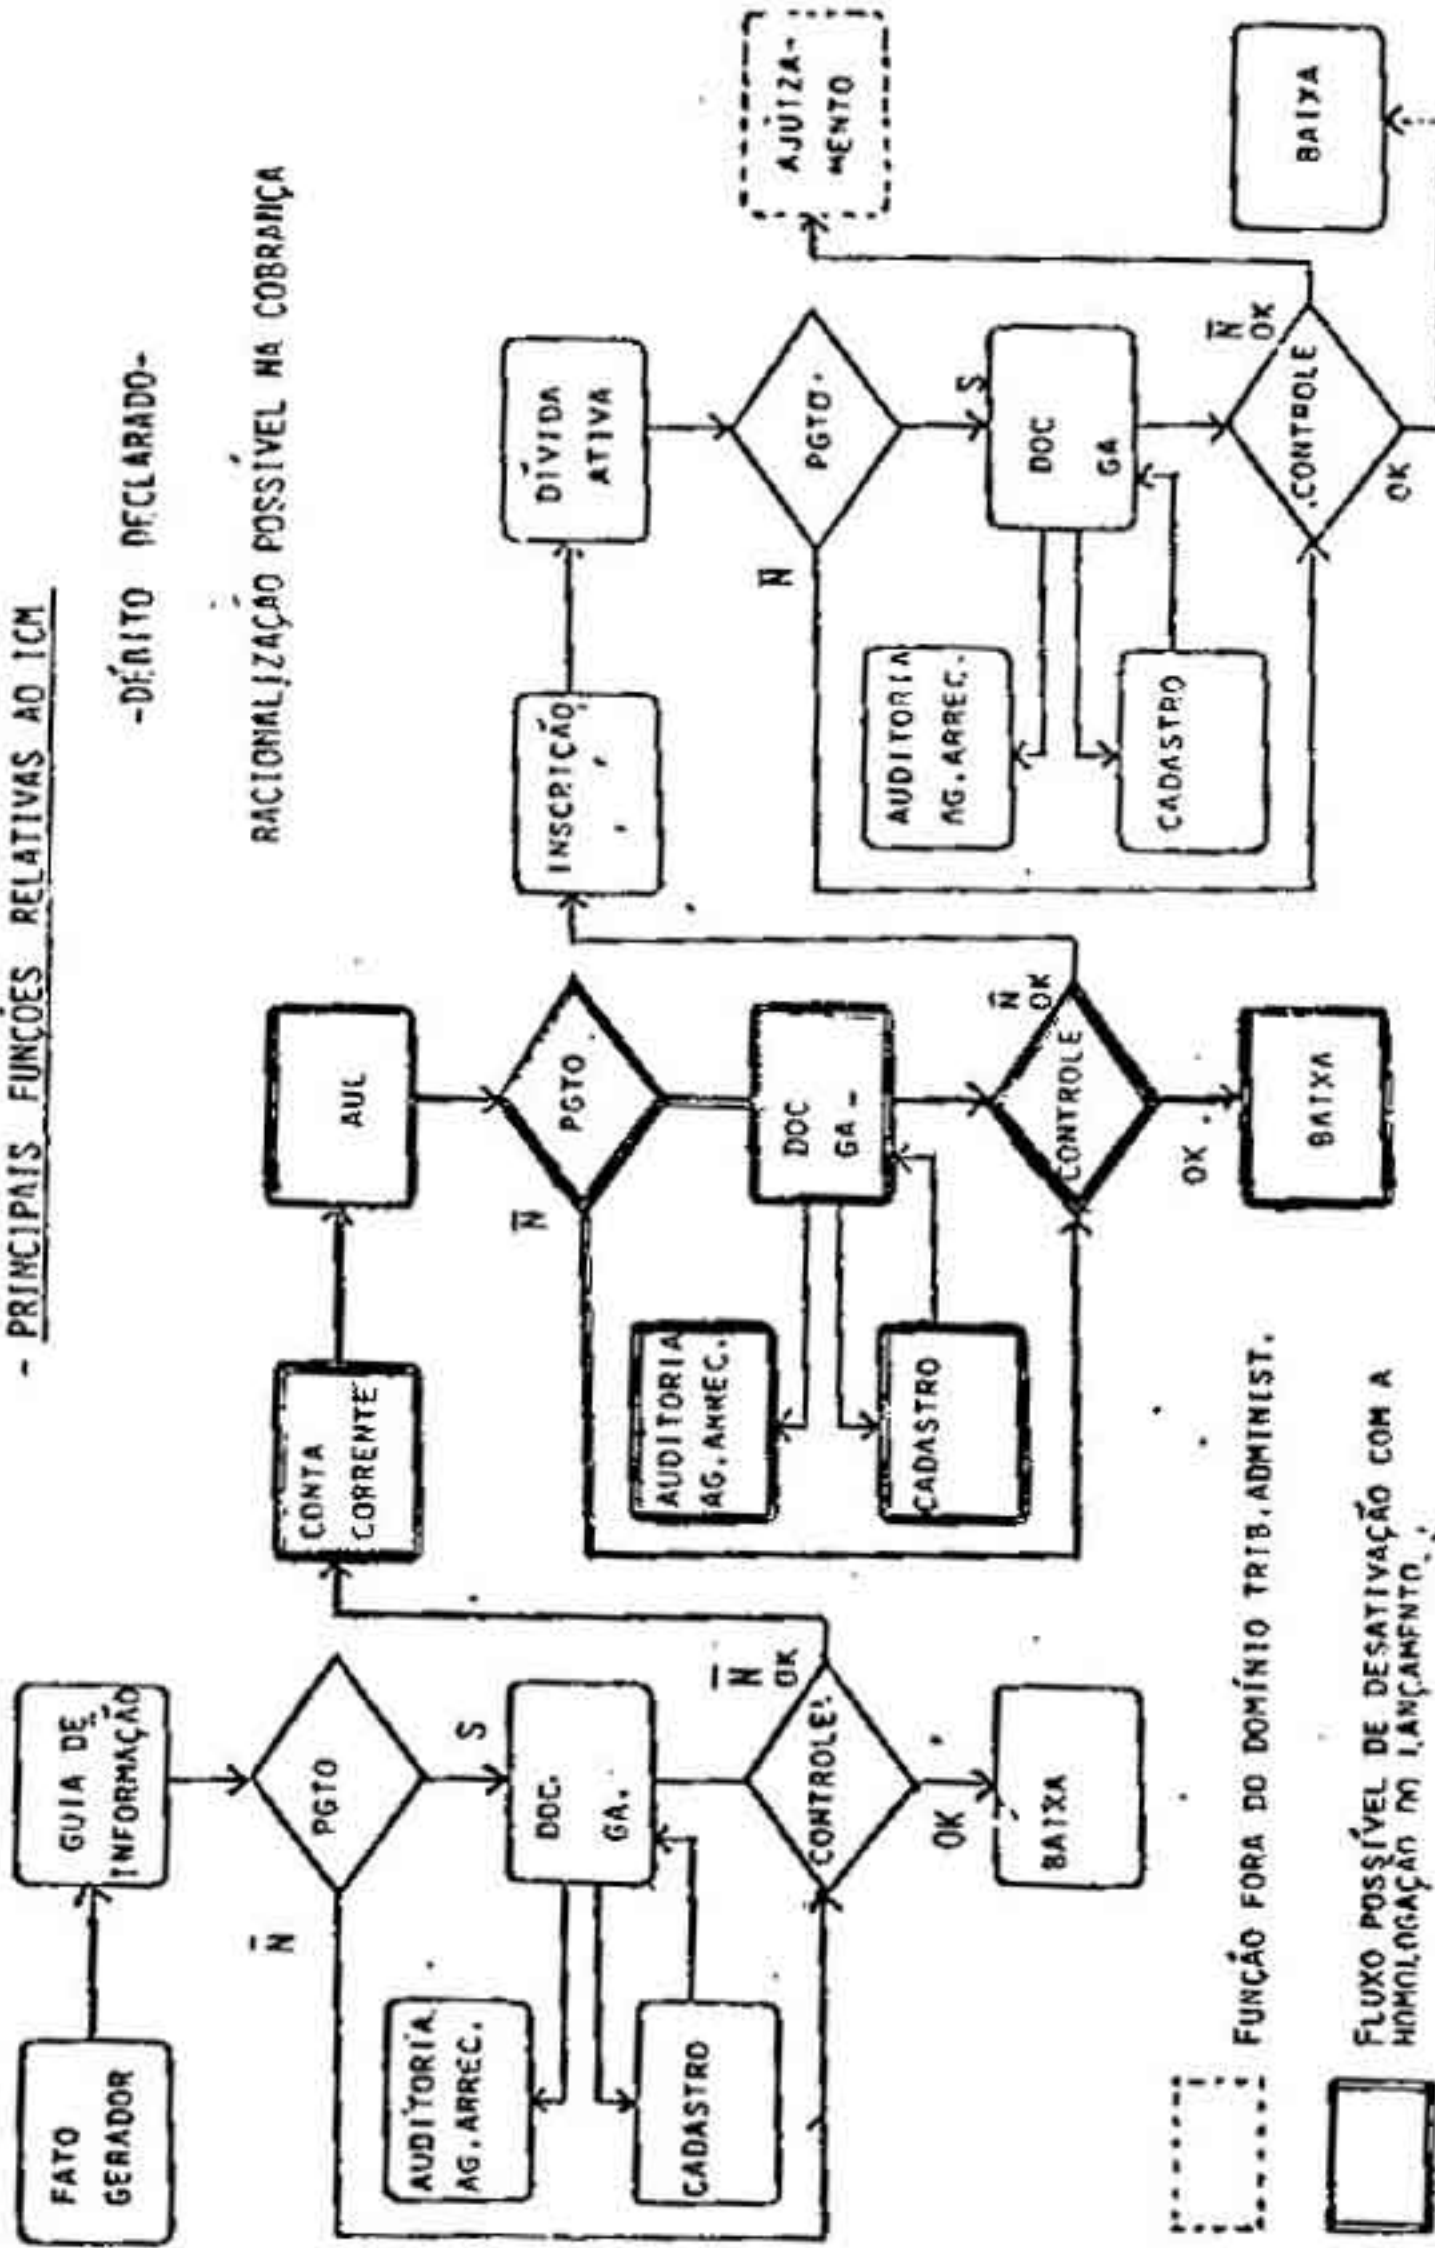 - PRINCIPAIS FUNÇÕES RELATIVAS AO ICM
-DÉBITO DECLARADO-
RACIONALIZAÇÃO POSSÍVEL NA COBRANÇA
FATO
GERADOR
GUIA DE
INFORMAÇÃO
PGTO
N
S
DOC.
GA.
AUDITORIA
AG.ARREC.
CADASTRO
CONTROLE
N
OK
OK
BAIXA
CONTA
CORRENTE
AUL
PGTO
N
DOC
GA -
AUDITORIA
AG.ARREC.
CADASTRO
CONTROLE
N
OK
OK.
BAIXA
INSCRIÇÃO
DÍVIDA
ATIVA
PGTO.
N
S
DOC
GA
AUDITORIA
AG.ARREC.
CADASTRO
.CONTROLE
N
OK
OK
AJUIZA-
MENTO
BAIXA
FUNÇÃO FORA DO DOMÍNIO TRIB.ADMINIST.
FLUXO POSSÍVEL DE DESATIVAÇÃO COM A
HOMOLOGAÇÃO DO LANÇAMENTO.